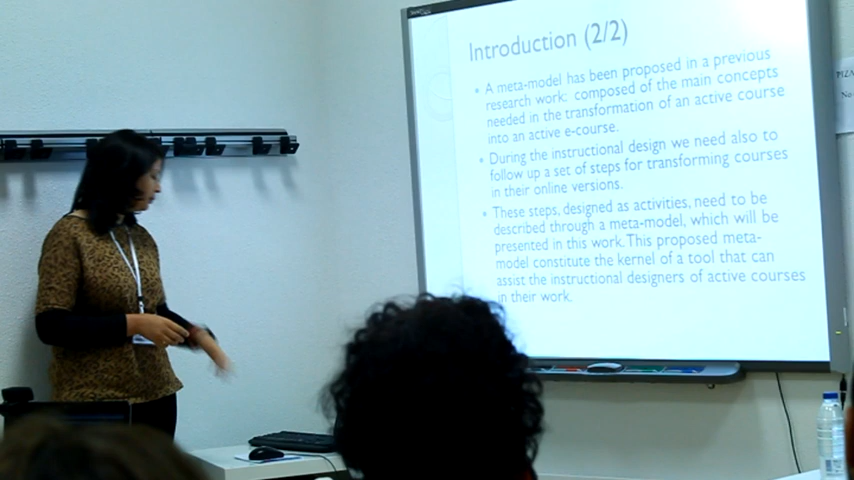 Introduction (2/2)
• A meta-model has been proposed in a previous
research work: composed of the main concepts
needed in the transformation of an active course
into an active e-course.
• During the instructional design we need also to
follow up a set of steps for transforming courses
in their online versions.
• These steps, designed as activities, need to be
described through a meta-model, which will be
presented in this work. This proposed meta-
model constitute the kernel of a tool that can
assist the instructional designers of active courses
in their work.
PIZA
No